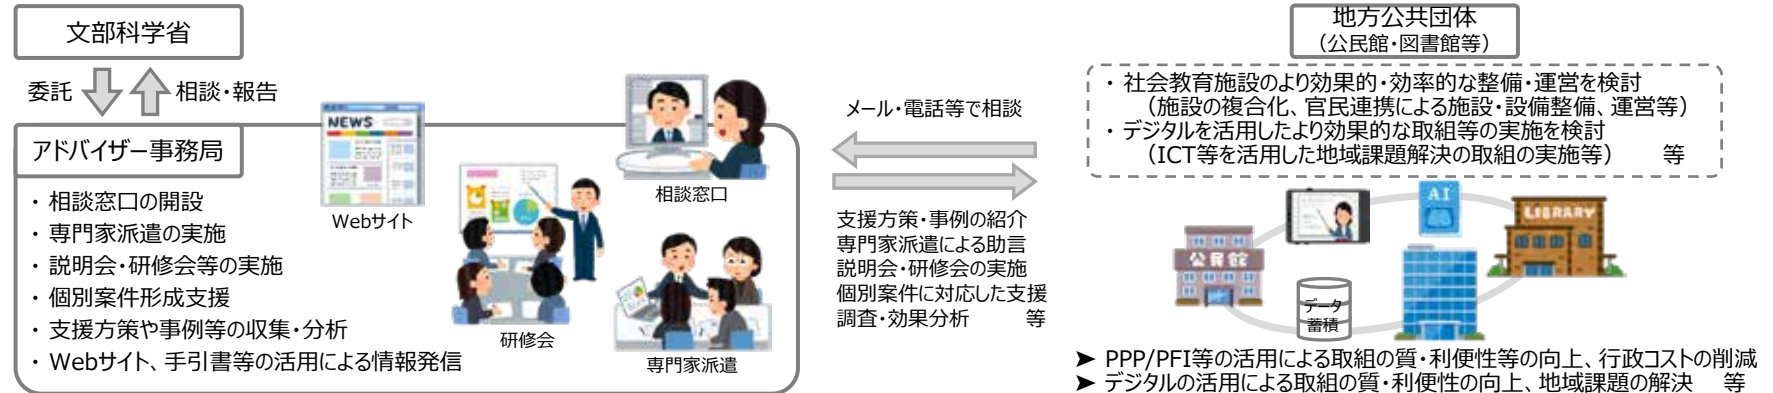 文部科学省
委託
相談・報告
アドバイザー事務局
・相談窓口の開設
・専門家派遣の実施
・説明会・研修会等の実施
・個別案件形成支援
・支援方策や事例等の収集・分析
・Webサイト、手引書等の活用による情報発信
NEWS
Webサイト
研修会
相談窓口
専門家派遣
メール・電話等で相談
支援方策・事例の紹介
専門家派遣による助言
説明会・研修会の実施
個別案件に対応した支援
調査・効果分析 等
地方公共団体
（公民館・図書館等）
・社会教育施設のより効果的・効率的な整備・運営を検討
（施設の複合化、官民連携による施設・設備整備、運営等）
・デジタルを活用したより効果的な取組等の実施を検討
（ICT等を活用した地域課題解決の取組の実施等） 等
AI
LIBRARY
公民館
データ
蓄積
➤ PPP/PFI等の活用による取組の質・利便性等の向上、行政コストの削減
➤ デジタルの活用による取組の質・利便性の向上、地域課題の解決 等